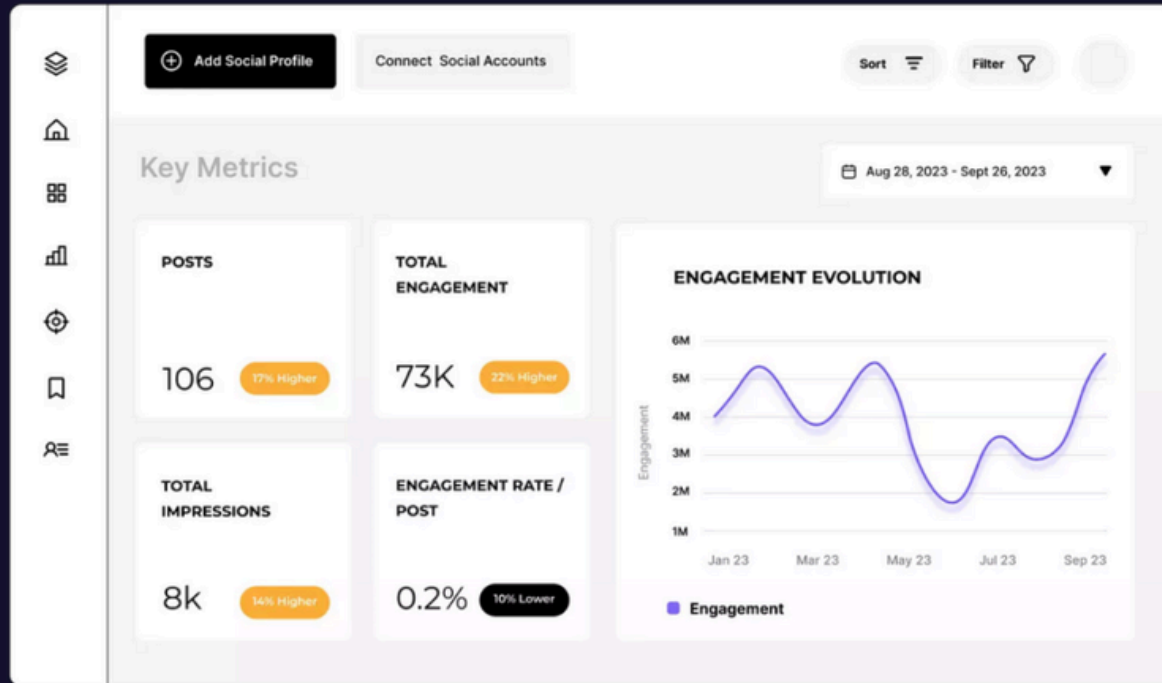 Add Social Profile
Connect Social Accounts
Sort
Filter
Key Metrics
Aug 28, 2023 - Sept 26, 2023
POSTS
106
17% Higher
TOTAL
ENGAGEMENT
73K
22% Higher
TOTAL
IMPRESSIONS
8k
14% Higher
ENGAGEMENT RATE /
POST
0.2%
10% Lower
ENGAGEMENT EVOLUTION
Engagement
6M
5M
4M
3M
2M
1M
Jan 23 Mar 23 May 23 Jul 23 Sep 23
Engagement